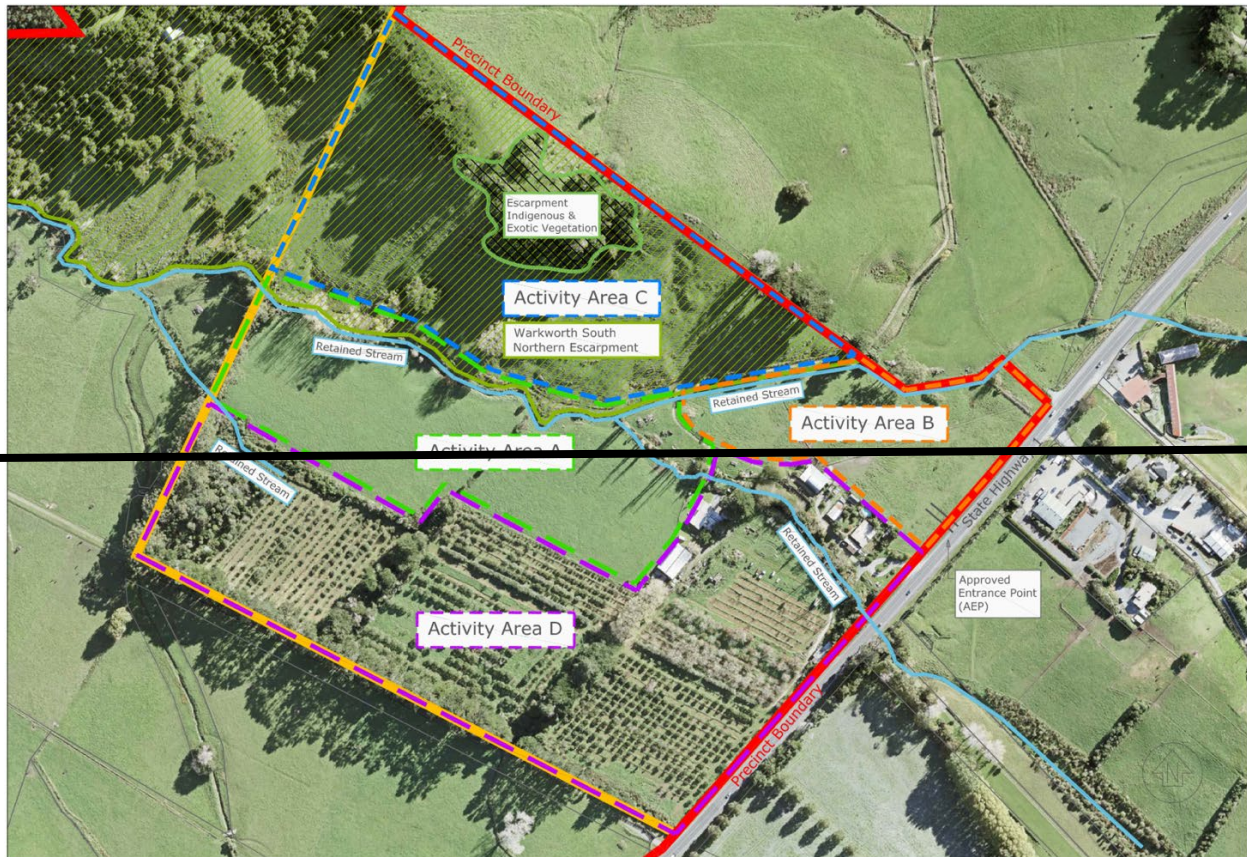 Precinct Boundary
Escarpment
Indigenous &
Exotic Vegetation
Activity Area C
Warkworth South
Northern Escarpment
Retained Stream
Retained Stream
Activity Area B
Activity Area A
Retained Stream
State Highway
Retained Stream
Approved
Entrance Point
(AEP)
Activity Area D
Precinct Boundary